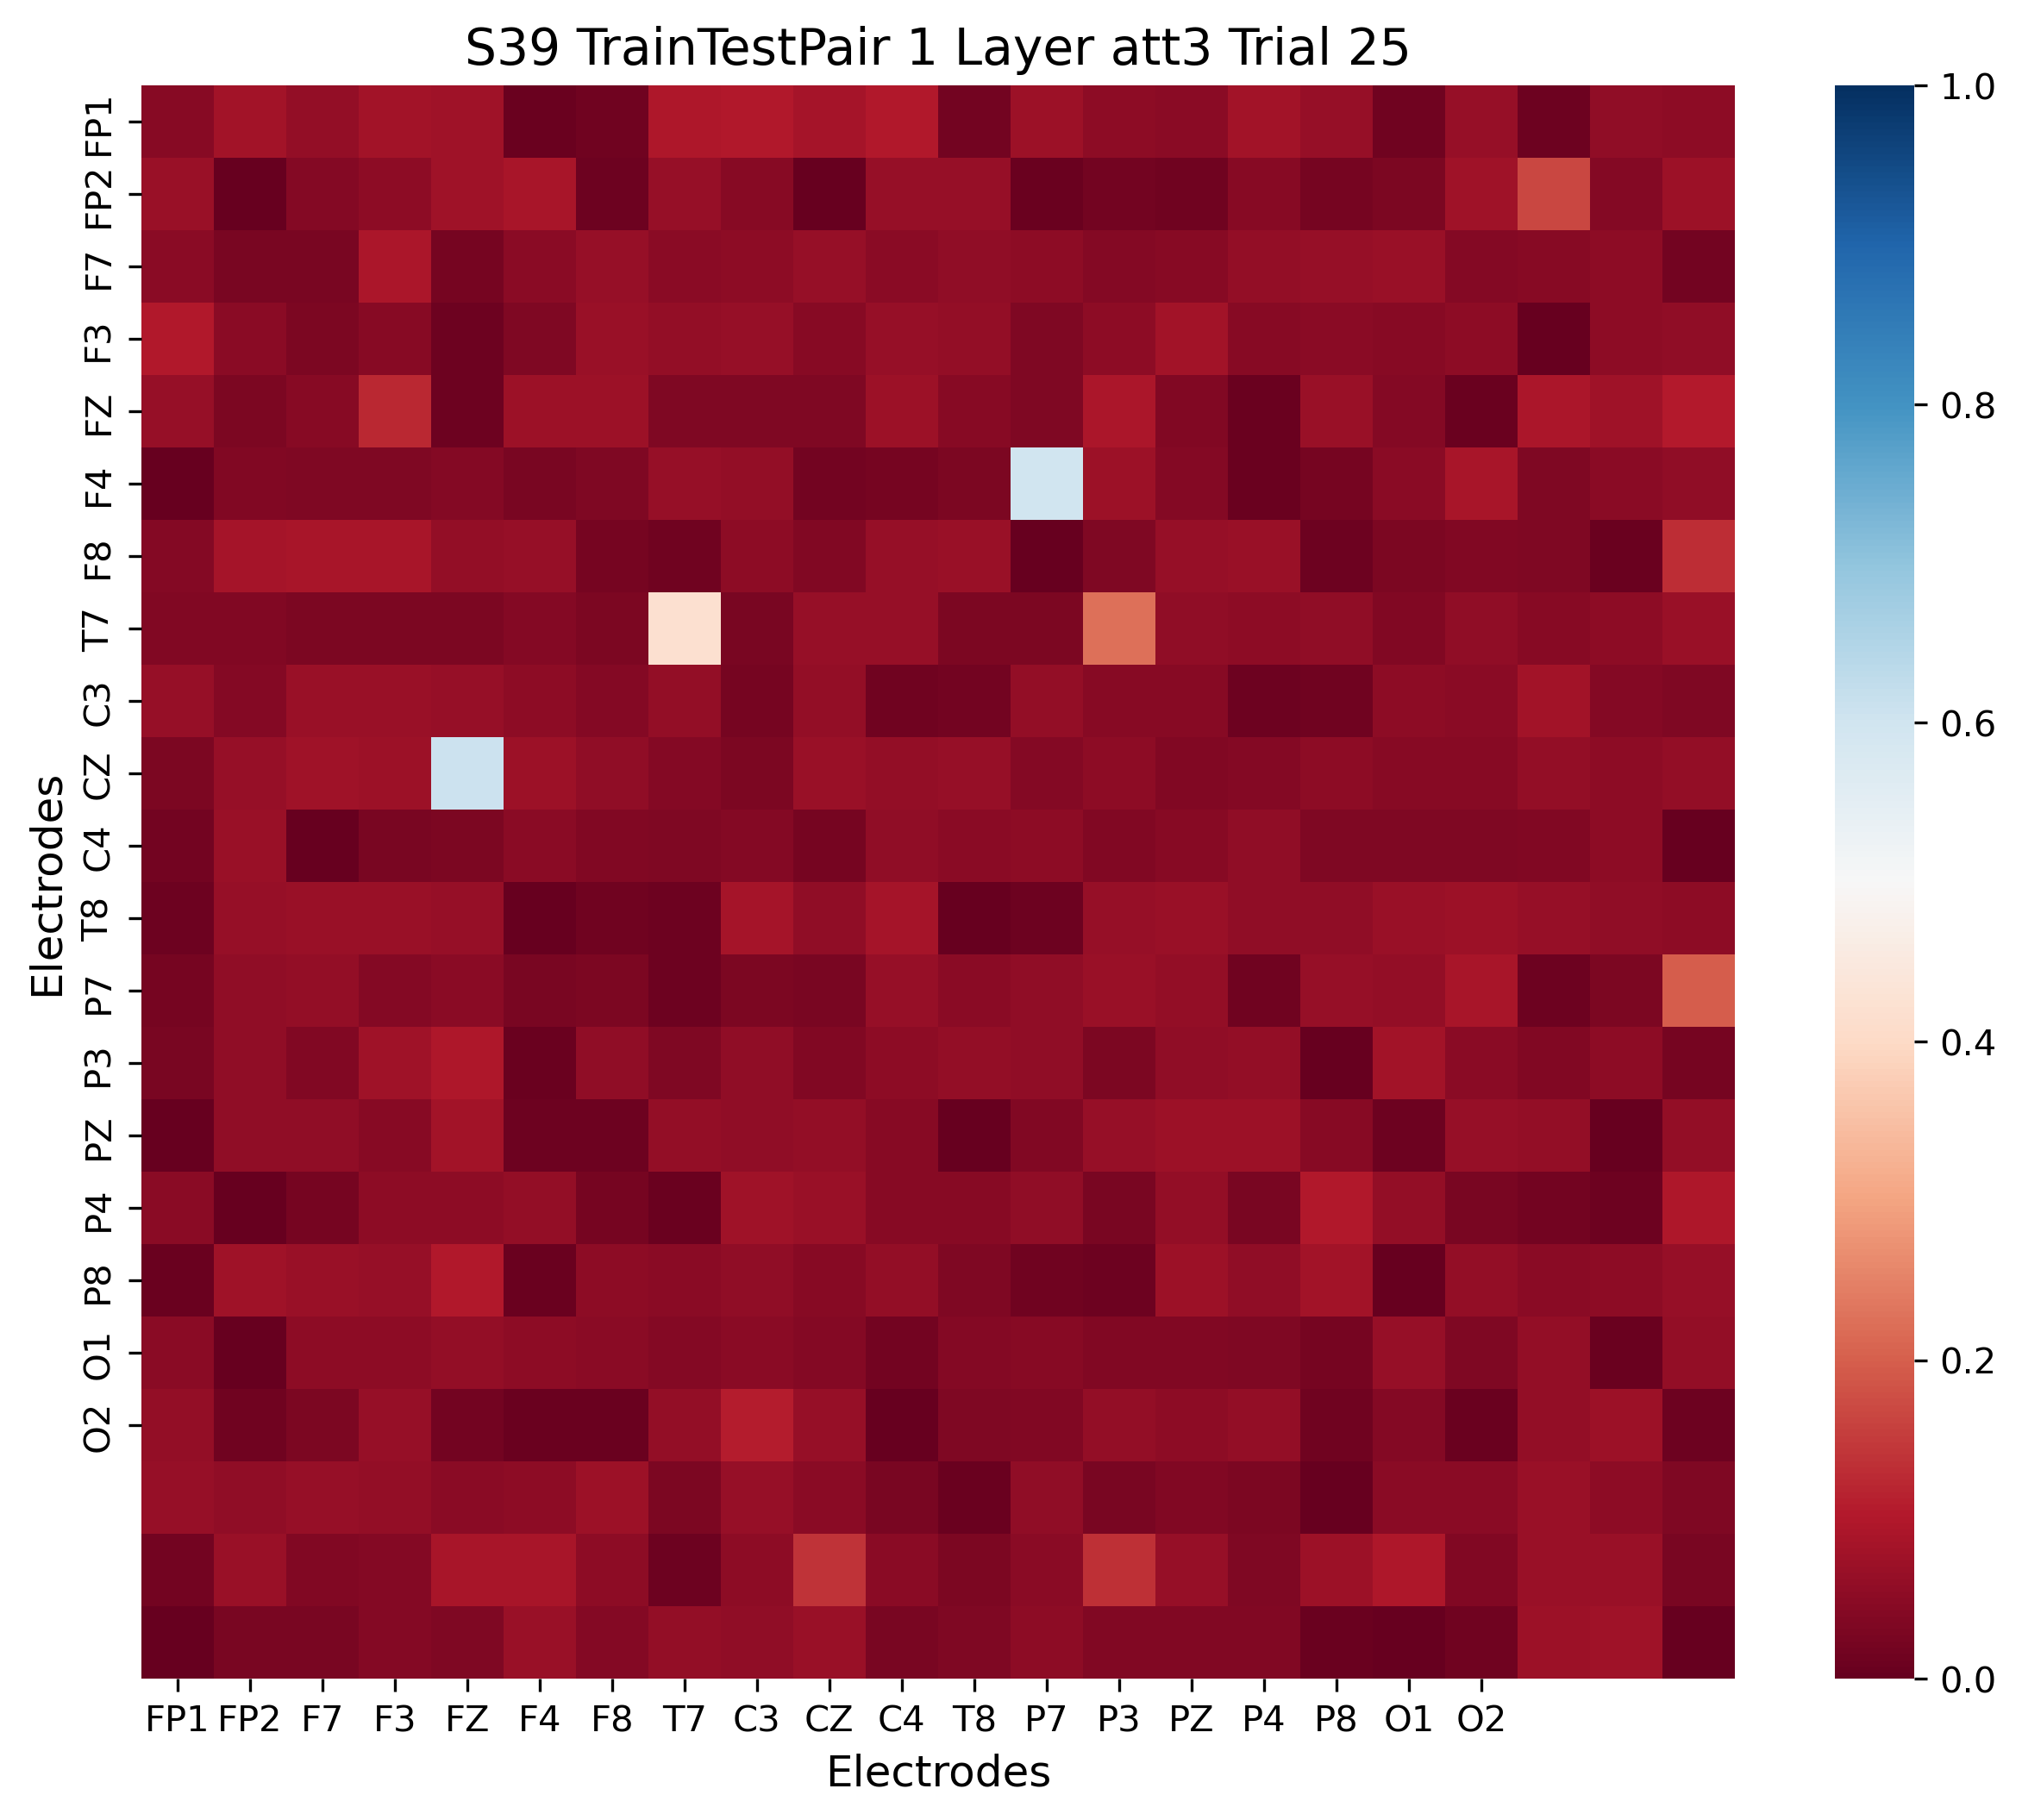 S39 TrainTestPair 1 Layer att3 Trial 25
Electrodes
FP1
FP2
F7
F3
FZ
F4
F8
T7
C3
CZ
C4
T8
P7
P3
PZ
P4
P8
O1
O2
FP1 FP2 F7 F3 FZ F4 F8 T7 C3 CZ C4 T8 P7 P3 PZ P4 P8 O1 O2
Electrodes
1.0
0.8
0.6
0.4
0.2
0.0